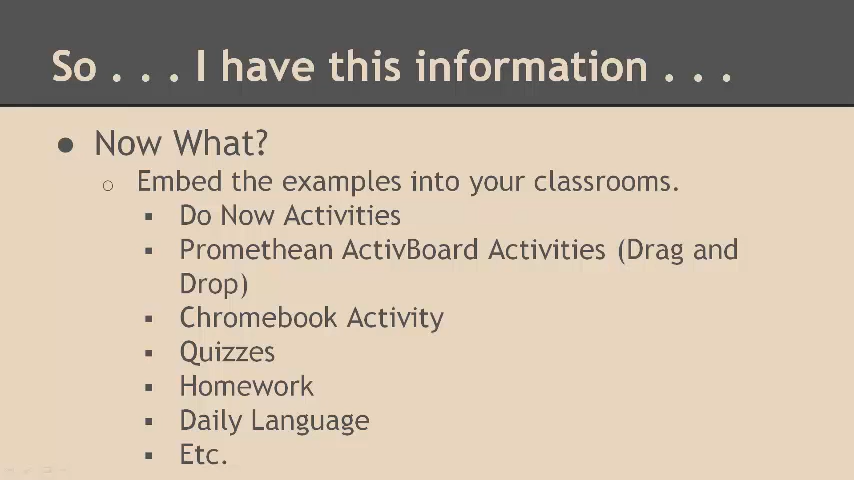 So . . . I have this information . . .
● Now What?
○ Embed the examples into your classrooms.
▪ Do Now Activities
▪ Promethean ActivBoard Activities (Drag and
Drop)
▪ Chromebook Activity
▪ Quizzes
▪ Homework
▪ Daily Language
▪ Etc.